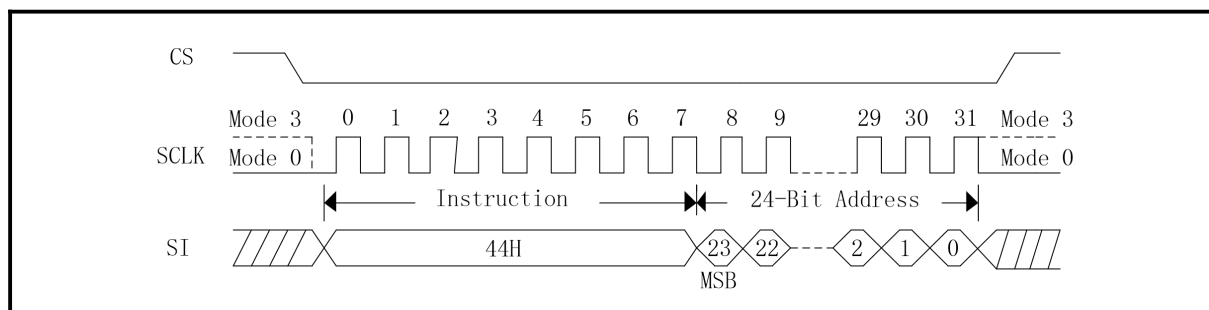 CS
Mode 3 0 1 2 3 4 5 6 7 8 9 29 30 31 Mode 3
SCLK Mode 0 Mode 0
Instruction 24-Bit Address
SI 44H 23 22 2 1 0
MSB